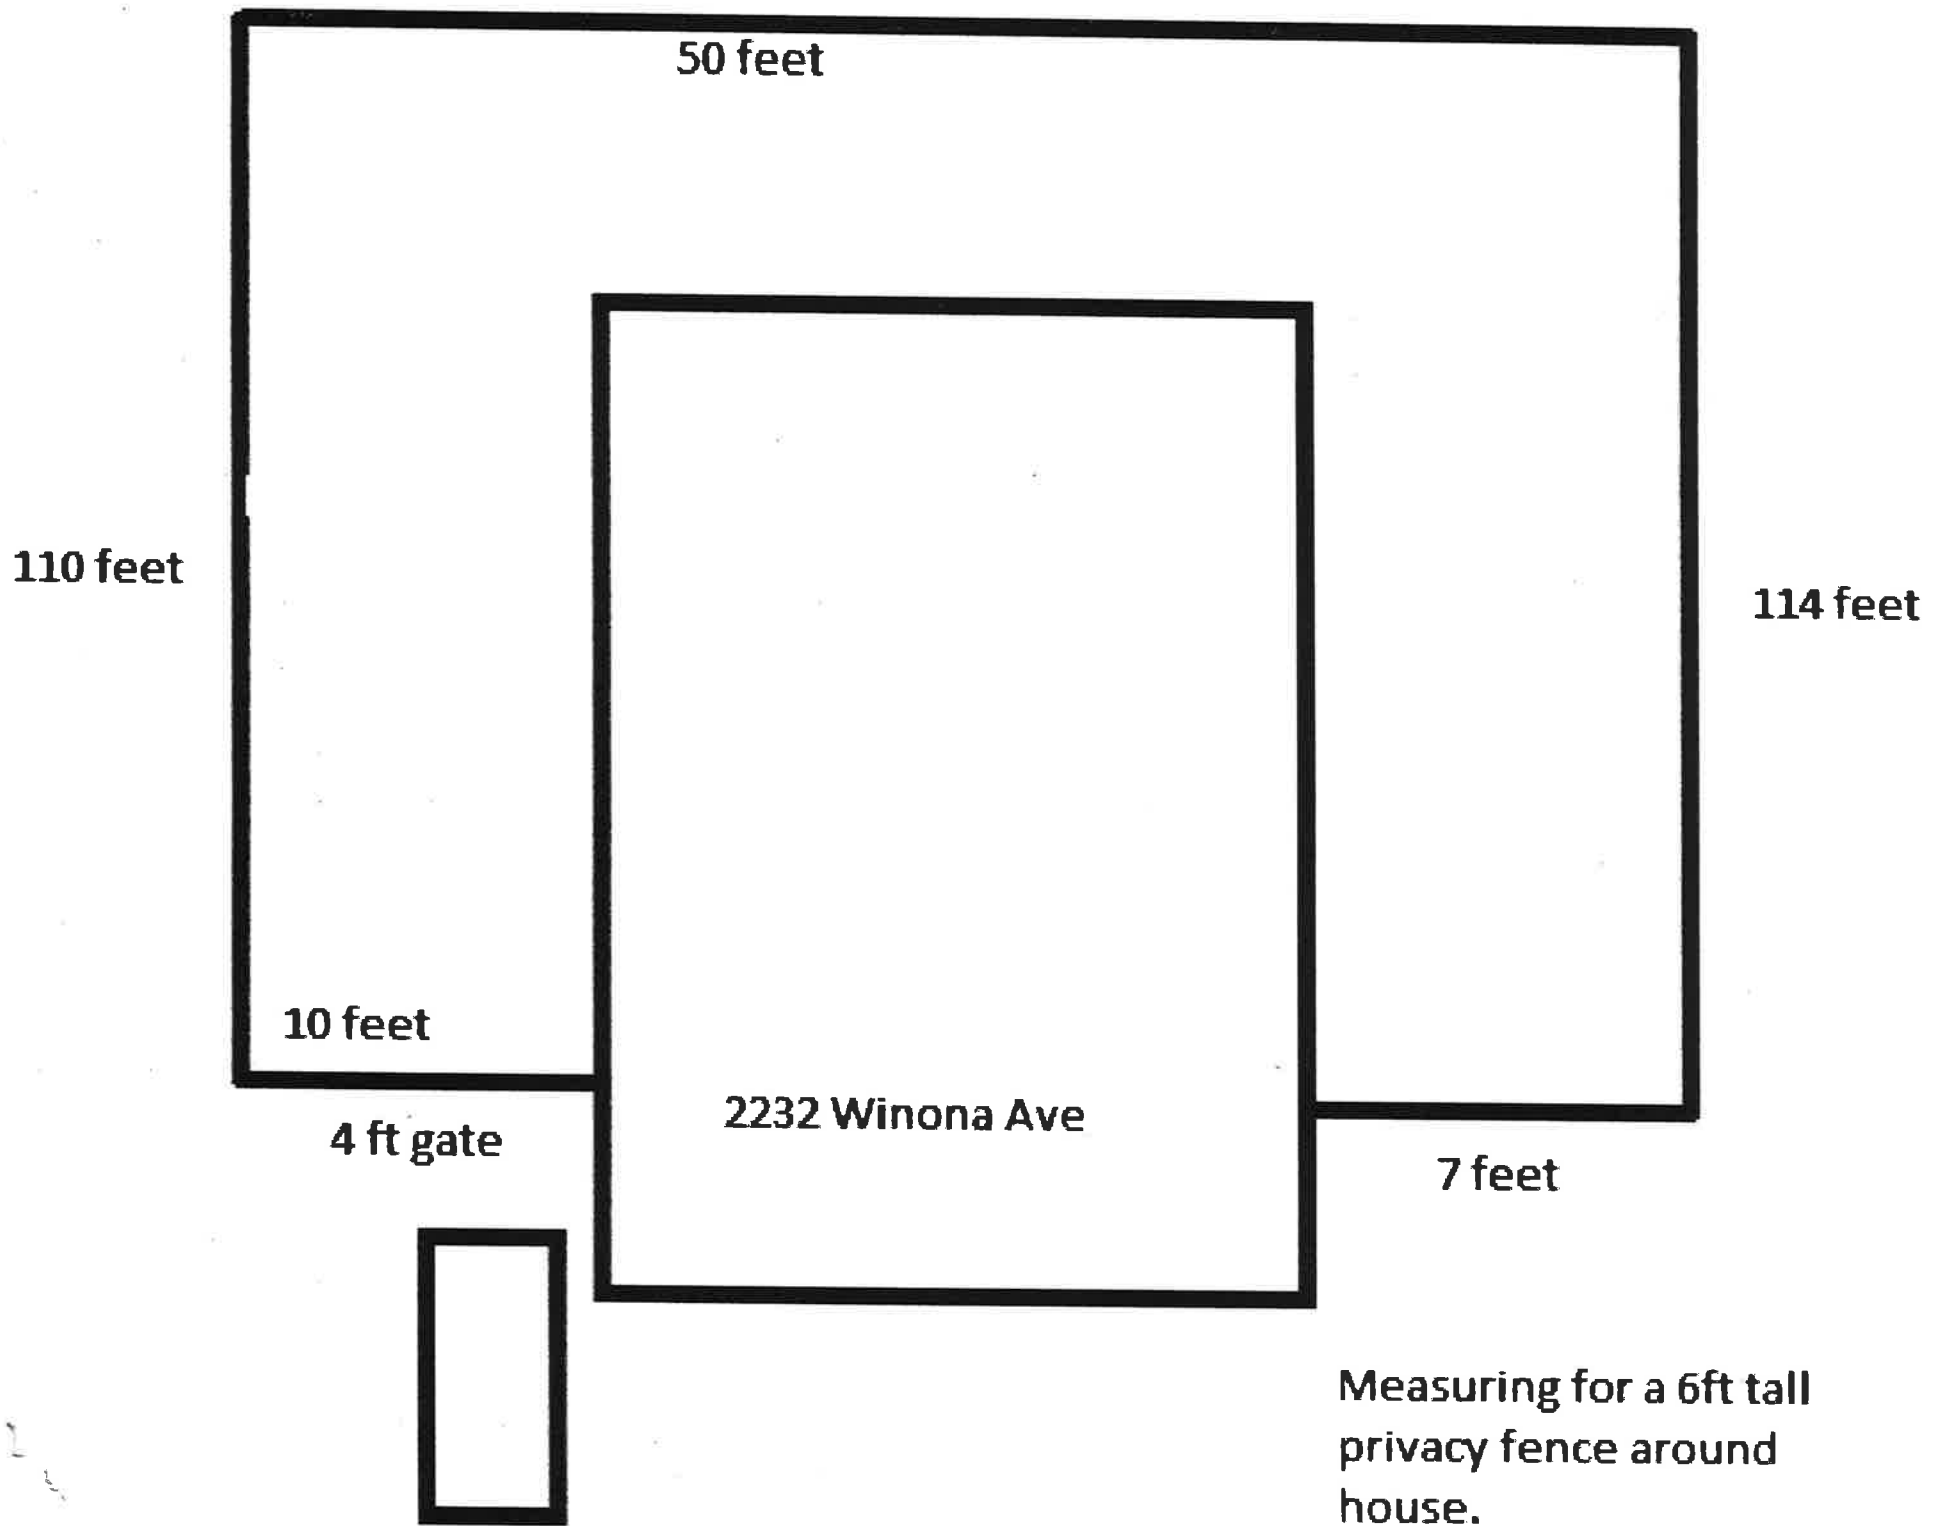 50 feet
110 feet
114 feet
10 feet
4 ft gate
2232 Winona Ave
7 feet
Measuring for a 6ft tall
privacy fence around
house.